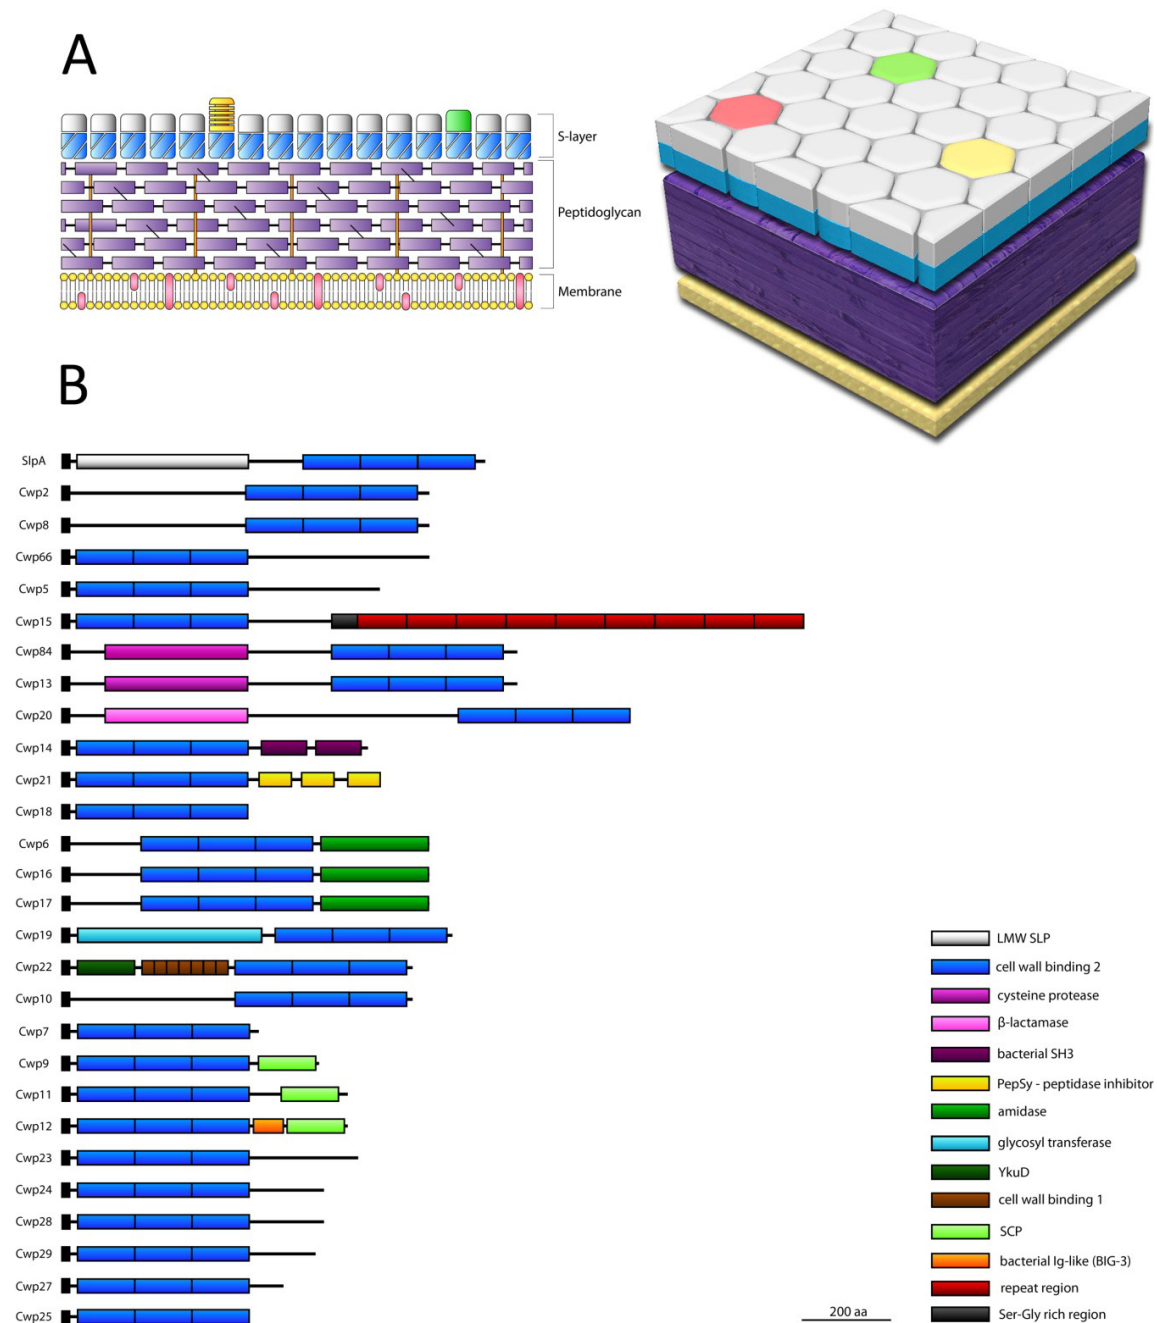 A
S-layer
Peptidoglycan
Membrane
B
SlpA
Cwp2
Cwp8
Cwp66
Cwp5
Cwp15
Cwp84
Cwp13
Cwp20
Cwp14
Cwp21
Cwp18
Cwp6
Cwp16
Cwp17
Cwp19
Cwp22
Cwp10
Cwp7
Cwp9
Cwp11
Cwp12
Cwp23
Cwp24
Cwp28
Cwp29
Cwp27
Cwp25
LMW SLP
cell wall binding 2
cysteine protease
β-lactamase
bacterial SH3
PepSy - peptidase inhibitor
amidase
glycosyl transferase
YkuD
cell wall binding 1
SCP
bacterial Ig-like (BIG-3)
repeat region
Ser-Gly rich region
200 aa